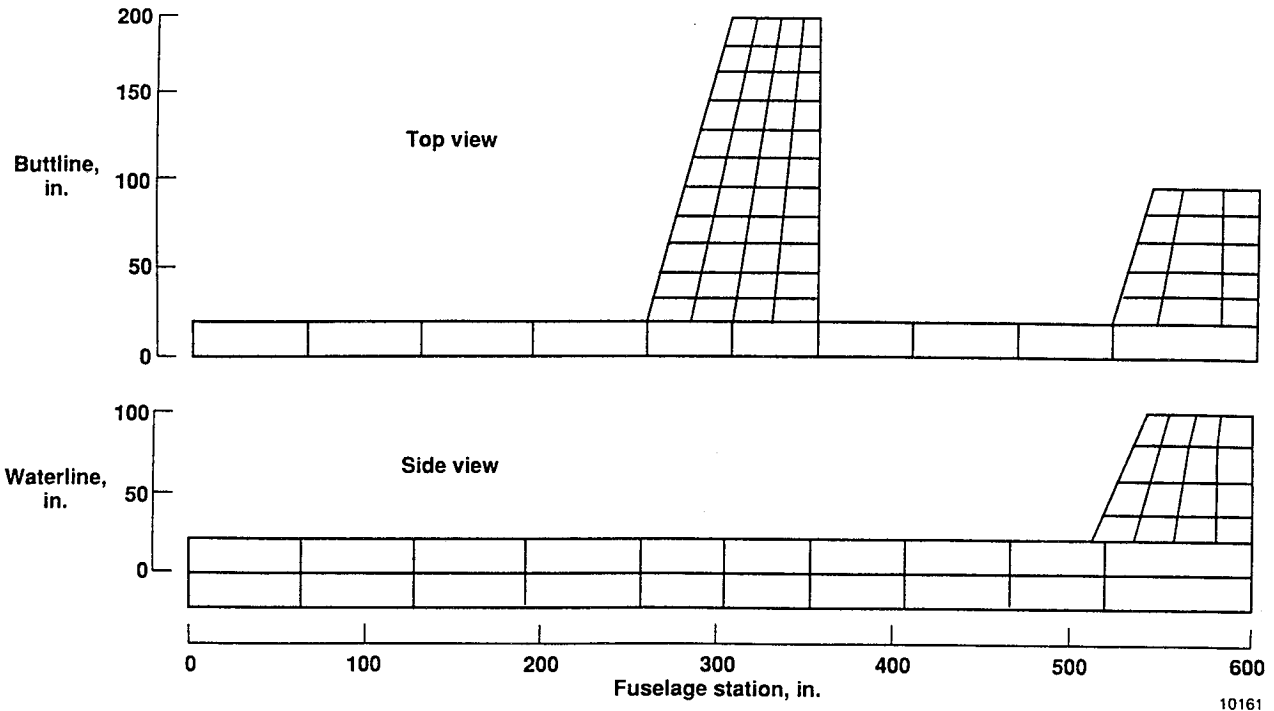 200
150
Top view
Buttline,
in.
100
50
0
100
Side view
Waterline,
in.
50
0
0 100 200 300 400 500 600
Fuselage station, in.
10161